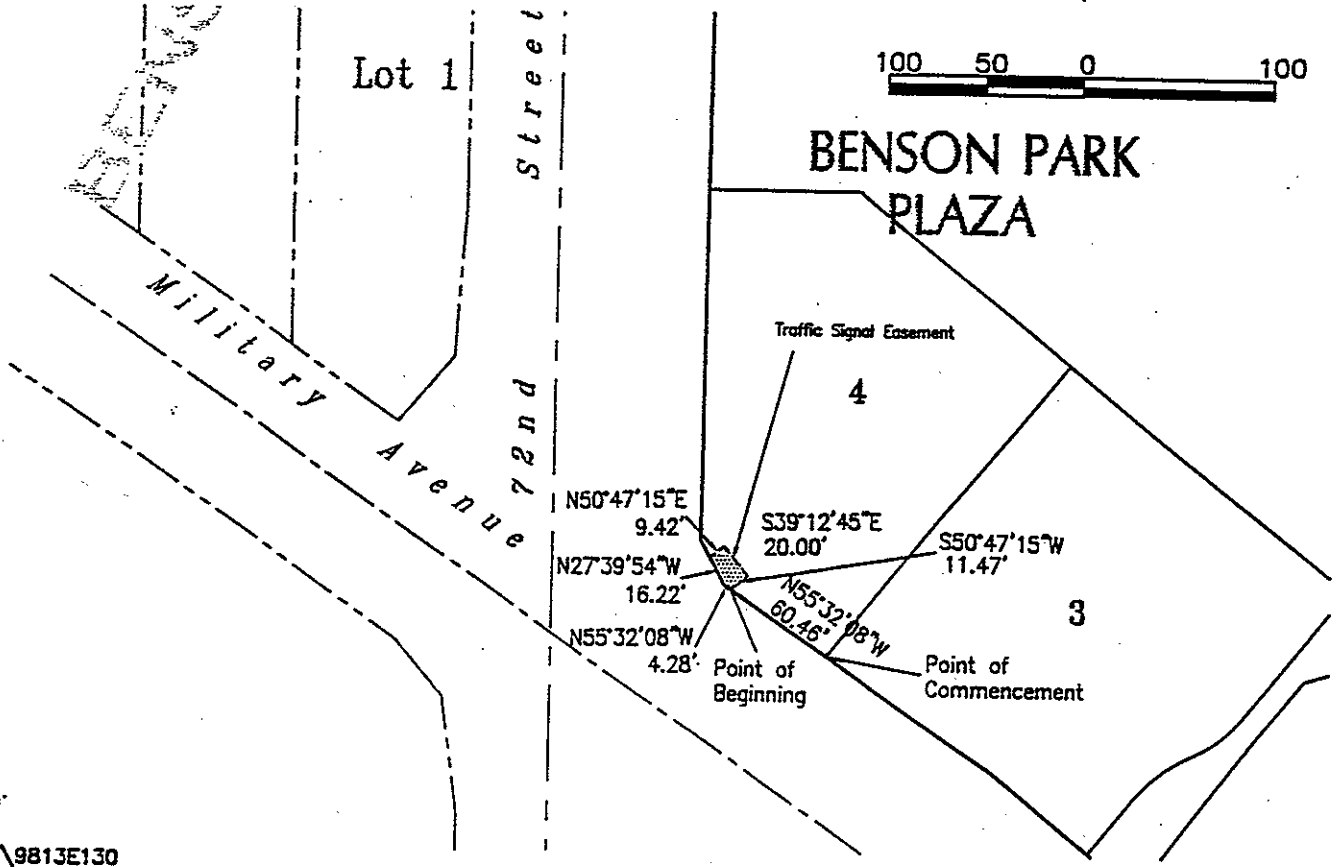 Lot 1
72nd Street
100 50 0 100
BENSON PARK
PLAZA
Military Avenue
Traffic Signal Easement
4
N50°47'15"E
9.42'
S39°12'45"E
20.00'
S50°47'15"W
11.47'
N27°39'54"W
16.22'
N55°32'08"W
60.46'
3
N55°32'08"W
4.28'
Point of
Beginning
Point of
Commencement
\9813E130